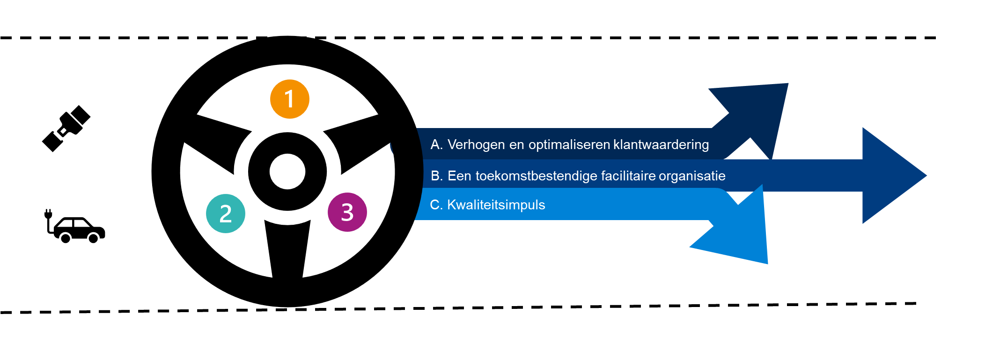 1
A. Verhogen en optimaliseren klantwaardering
B. Een toekomstbestendige facilitaire organisatie
C. Kwaliteitsimpuls
2
3